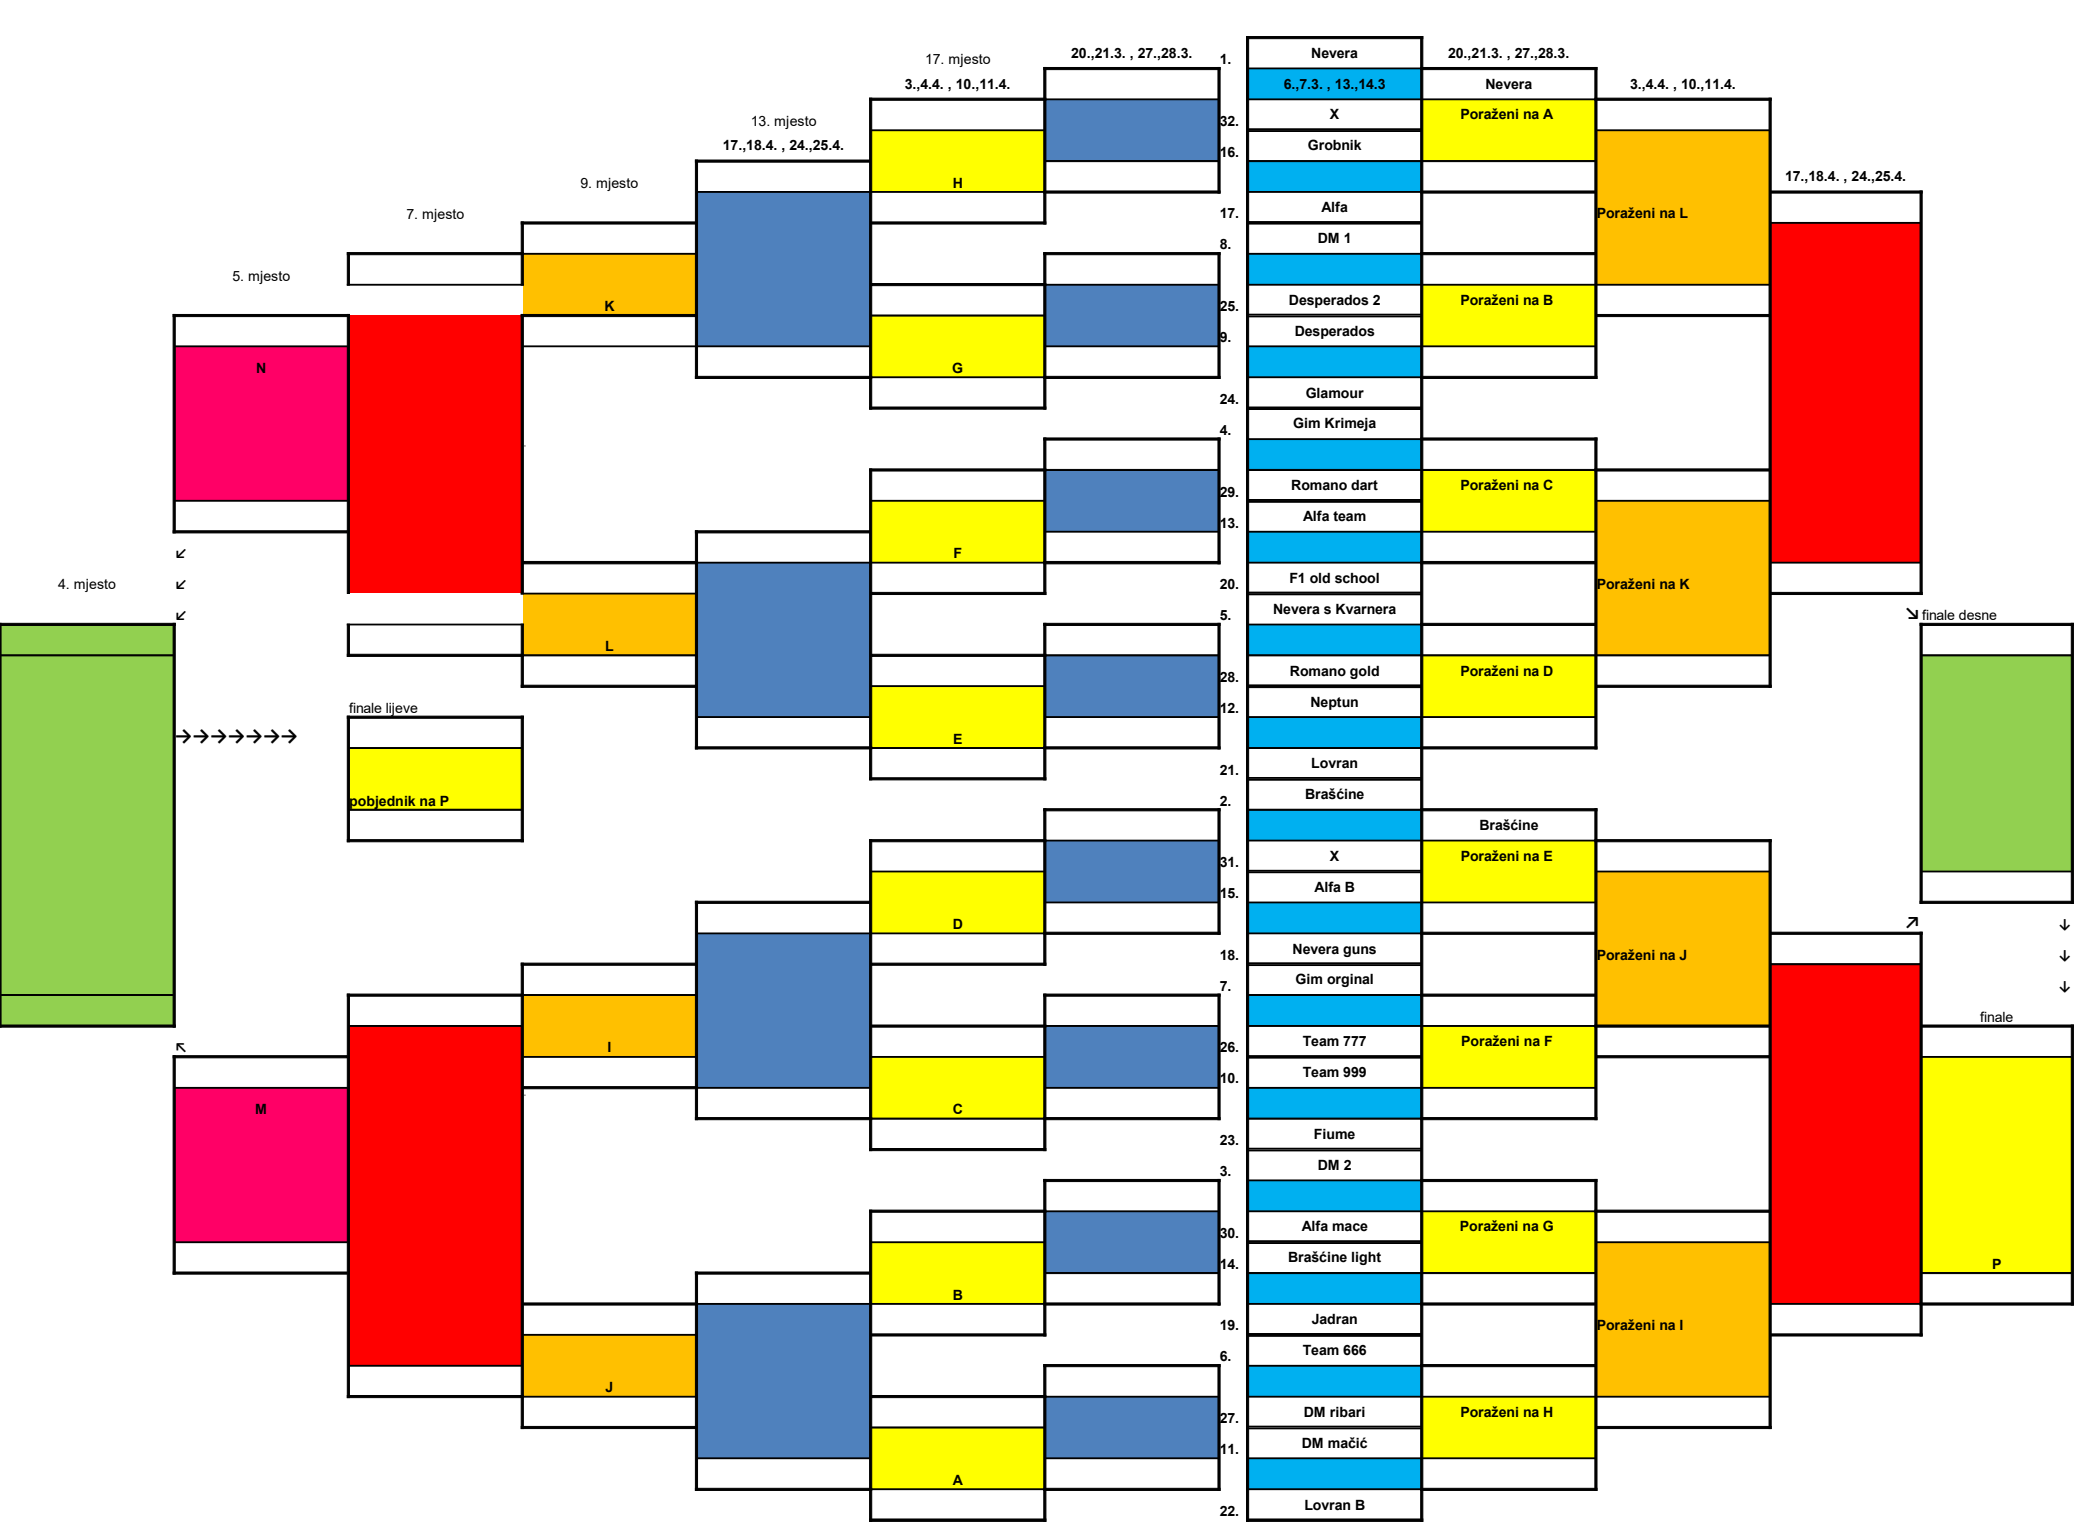 17. mjesto
20.,21.3. , 27.,28.3.
1.
Nevera
20.,21.3. , 27.,28.3.
3.,4.4. , 10.,11.4.
6.,7.3. , 13.,14.3
Nevera
3.,4.4. , 10.,11.4.
13. mjesto
32.
X
Poraženi na A
17.,18.4. , 24.,25.4.
16.
Grobnik
9. mjesto
H
17.,18.4. , 24.,25.4.
7. mjesto
17.
Alfa
Poraženi na L
8.
DM 1
5. mjesto
K
25.
Desperados 2
Poraženi na B
9.
Desperados
N
G
24.
Glamour
4.
Gim Krimeja
29.
Romano dart
Poraženi na C
13.
Alfa team
↙
F
4. mjesto
↙
20.
F1 old school
Poraženi na K
↙
5.
Nevera s Kvarnera
↘ finale desne
L
28.
Romano gold
Poraženi na D
finale lijeve
12.
Neptun
→→→→→→→
E
21.
Lovran
pobjednik na P
2.
Brašćine
Brašćine
31.
X
Poraženi na E
15.
Alfa B
D
↗
↓
18.
Nevera guns
Poraženi na J
↓
7.
Gim orginal
↓
finale
↖
I
26.
Team 777
Poraženi na F
10.
Team 999
M
C
23.
Fiume
3.
DM 2
30.
Alfa mace
Poraženi na G
14.
Brašćine light
P
B
19.
Jadran
Poraženi na I
6.
Team 666
J
27.
DM ribari
Poraženi na H
11.
DM mačić
A
22.
Lovran B